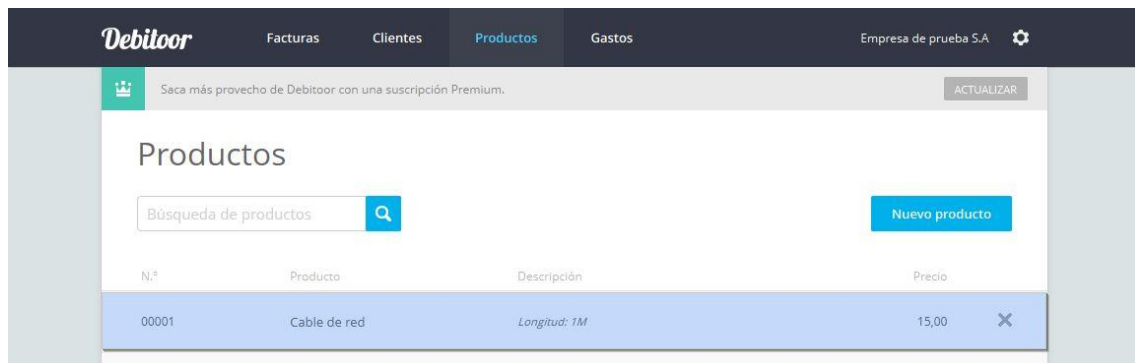 Debitoor Facturas Clientes Productos Gastos Empresa de prueba S.A
Saca más provecho de Debitoor con una suscripción Premium. ACTUALIZAR
Productos
Búsqueda de productos Nuevo producto
N.º Producto Descripción Precio
00001 Cable de red Longitud: 1M 15,00